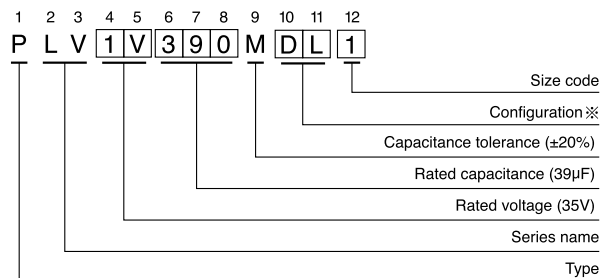 1 2 3 4 5 6 7 8 9 10 11 12
P L V 1 V 3 9 0 M D L 1
Size code
Configuration※
Capacitance tolerance (±20%)
Rated capacitance (39µF)
Rated voltage (35V)
Series name
Type